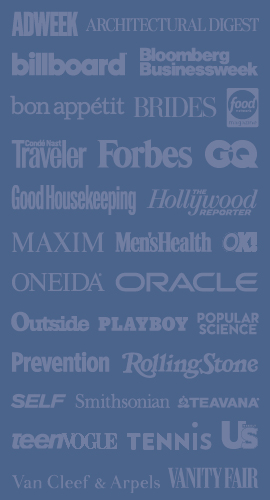 ADWEEK ARCHITECTURAL DIGEST
billboard Bloomberg Businessweek
bon appétit BRIDES food network
Condé Nast Traveler Forbes GQ
Good Housekeeping THE Hollywood REPORTER
MAXIM Men'sHealth OK!
ONEIDA ORACLE
Outside PLAYBOY POPULAR SCIENCE
Prevention RollingStone
SELF Smithsonian TEAVANA
teenVOGUE TENNIS Us
Van Cleef & Arpels VANITY FAIR